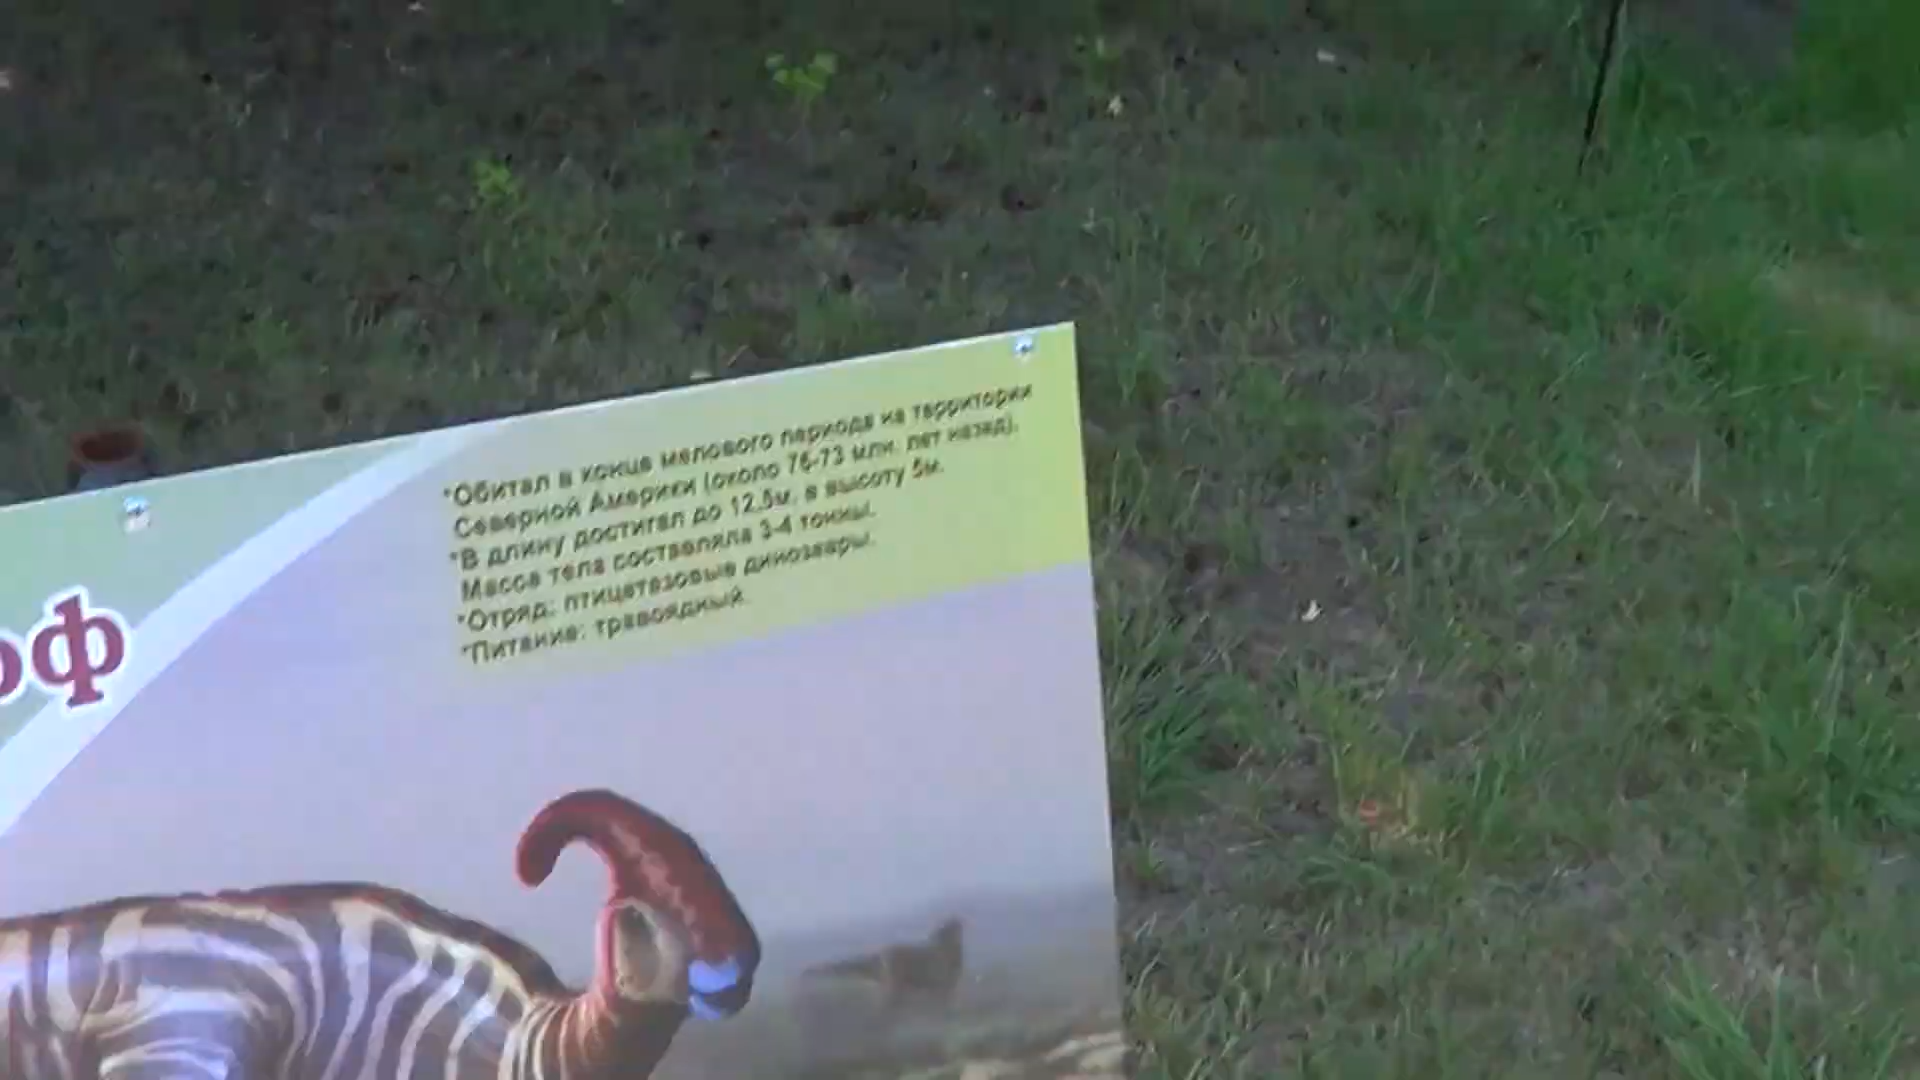 *Обитал в конце мелового периода на территории
Северной Америки (около 76-73 млн. лет назад).
*В длину достигал до 12,5м, в высоту 5м.
Масса тела составляла 3-4 тонны.
*Отряд: птицетазовые динозавры.
*Питание: травоядный.
оф